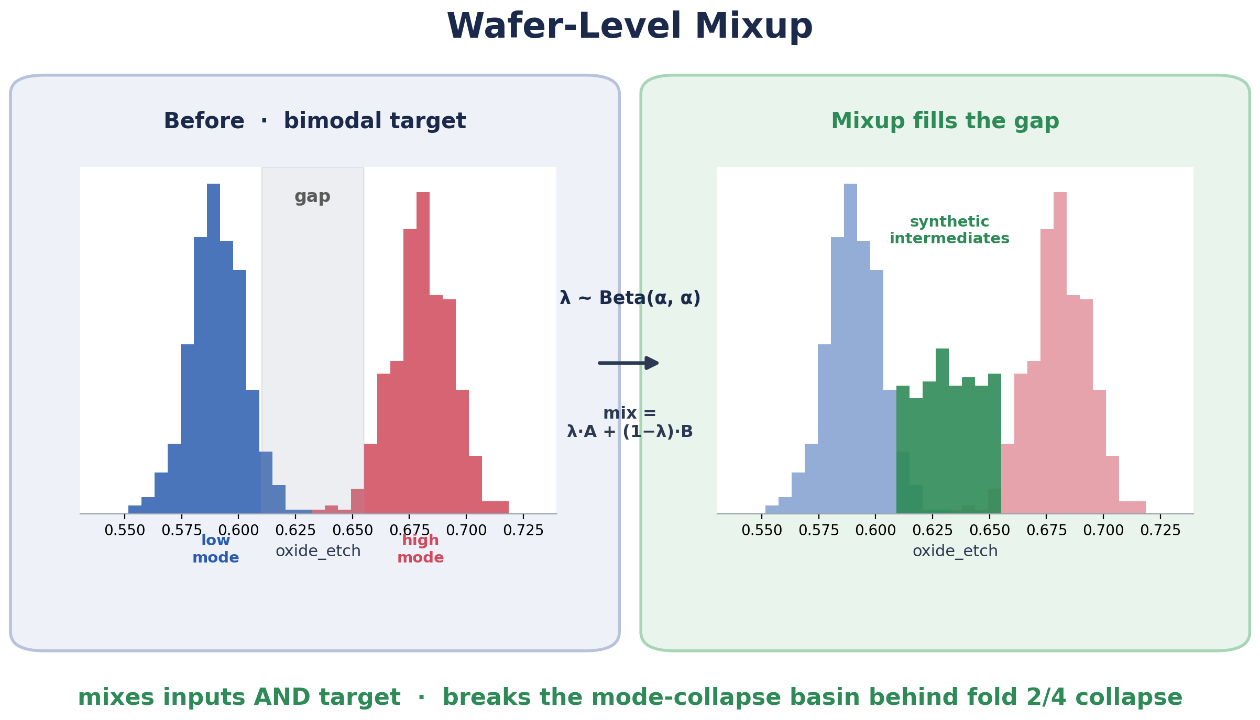 Wafer-Level Mixup
Before · bimodal target
gap
0.550 0.575 0.600 0.625 0.650 0.675 0.700 0.725
low
mode
oxide_etch
high
mode
λ ~ Beta(α, α)
mix =
λ·A + (1−λ)·B
Mixup fills the gap
synthetic
intermediates
0.550 0.575 0.600 0.625 0.650 0.675 0.700 0.725
oxide_etch
mixes inputs AND target · breaks the mode-collapse basin behind fold 2/4 collapse